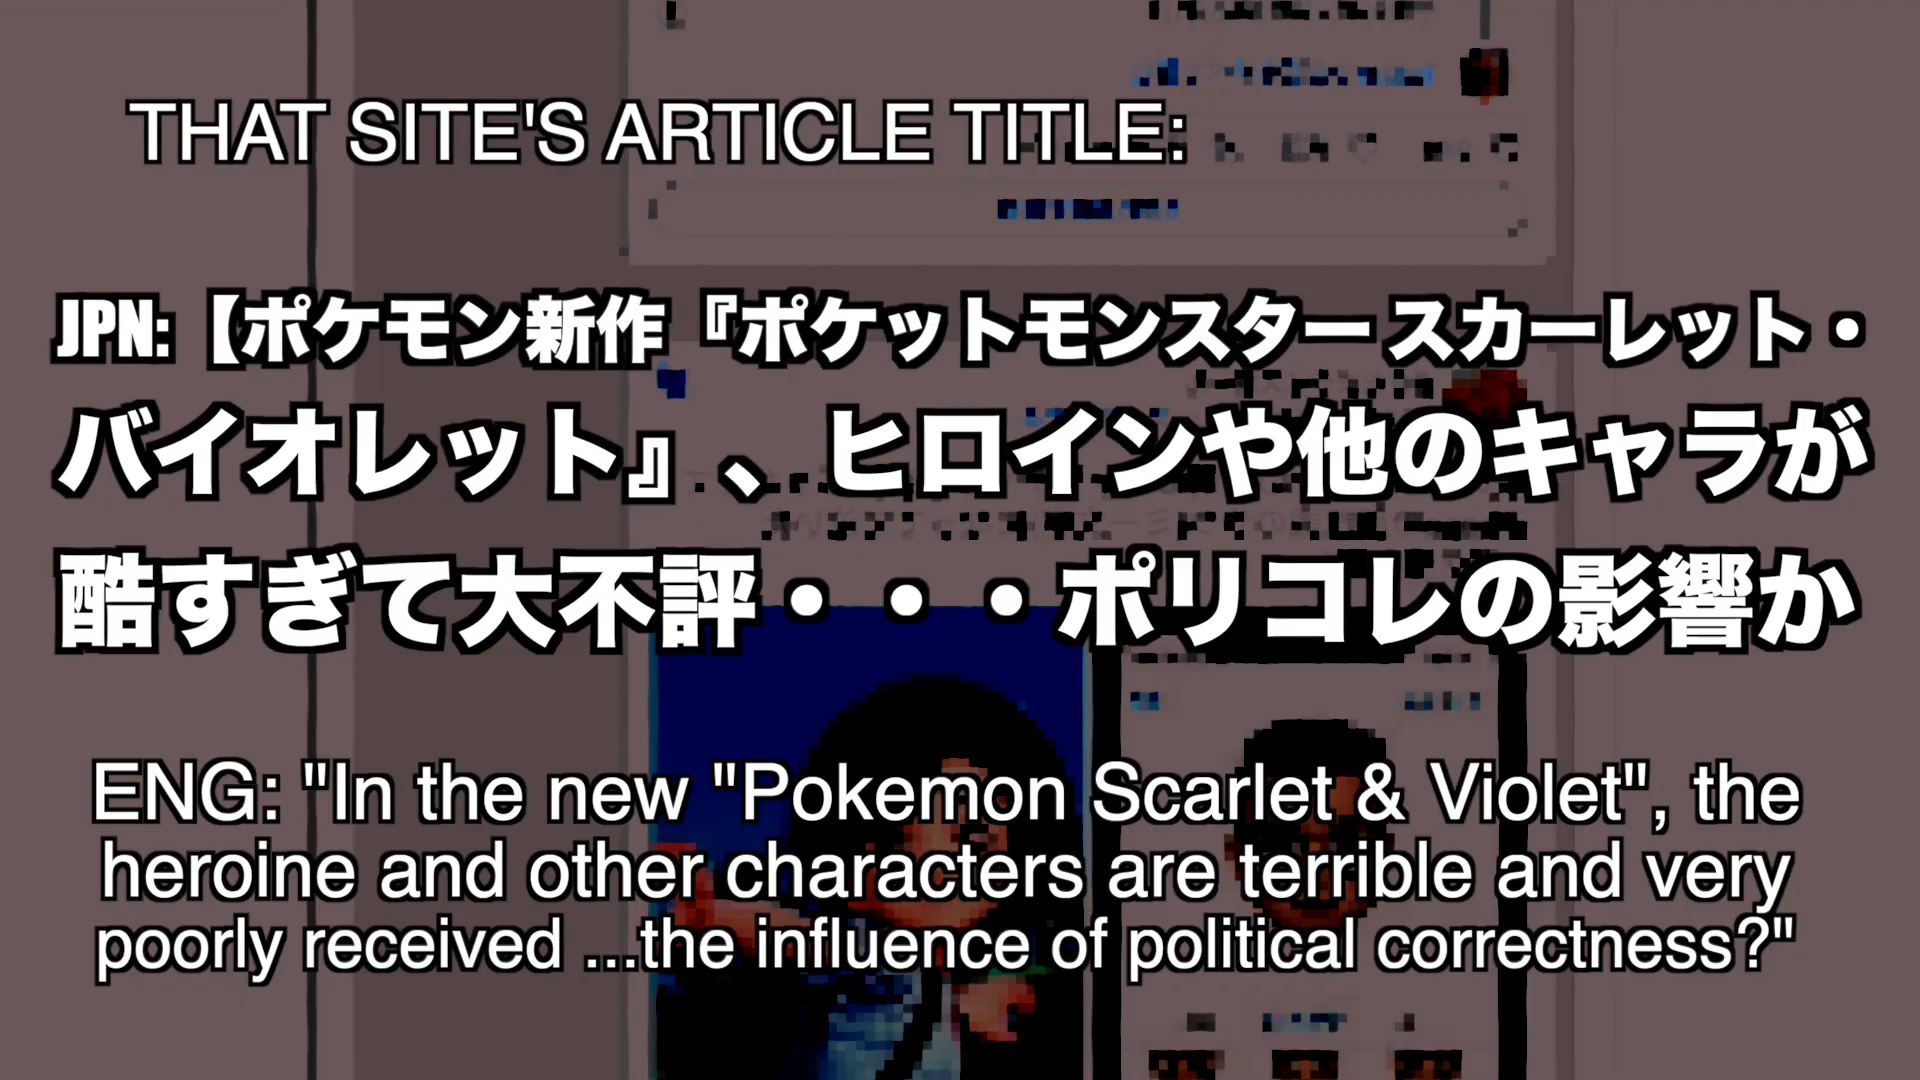 THAT SITE'S ARTICLE TITLE:
JPN:【ポケモン新作『ポケットモンスター スカーレット・
バイオレット』、ヒロインや他のキャラが
酷すぎて大不評・・・ポリコレの影響か
ENG: "In the new "Pokemon Scarlet & Violet", the
heroine and other characters are terrible and very
poorly received ...the influence of political correctness?"